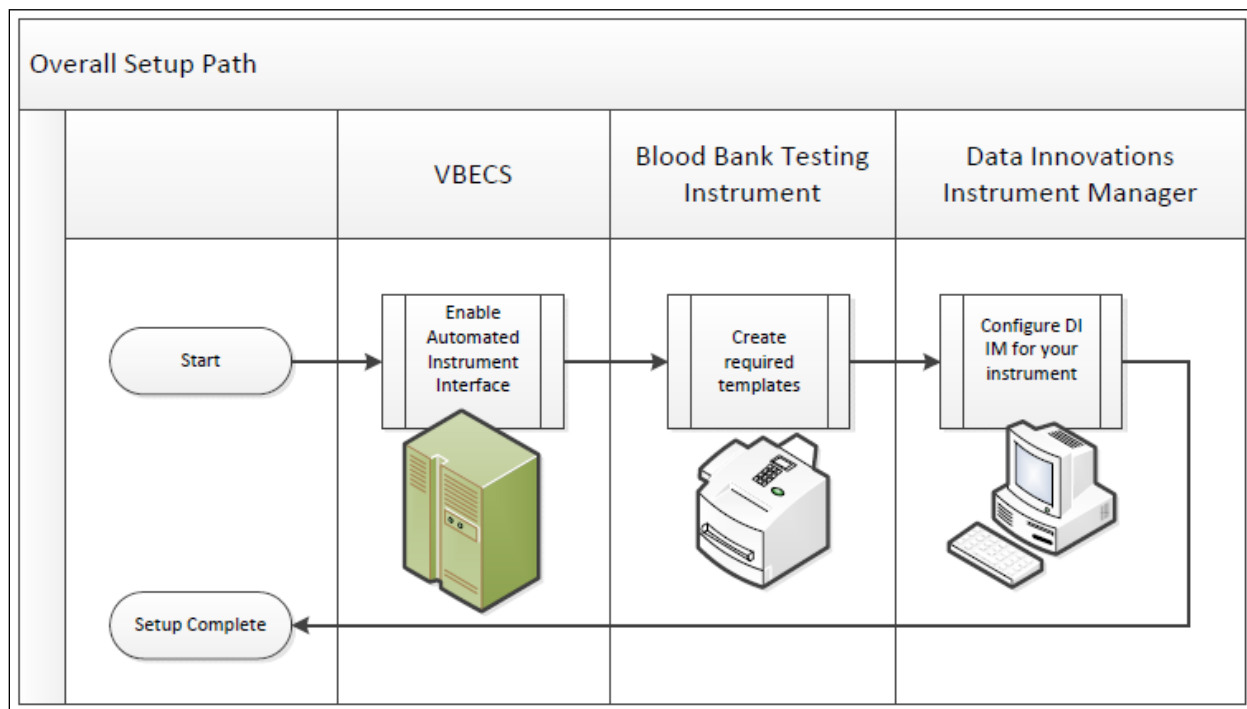 Overall Setup Path
VBECS
Blood Bank Testing
Instrument
Data Innovations
Instrument Manager
Start
Enable
Automated
Instrument
Interface
Create
required
templates
Configure DI
IM for your
instrument
Setup Complete